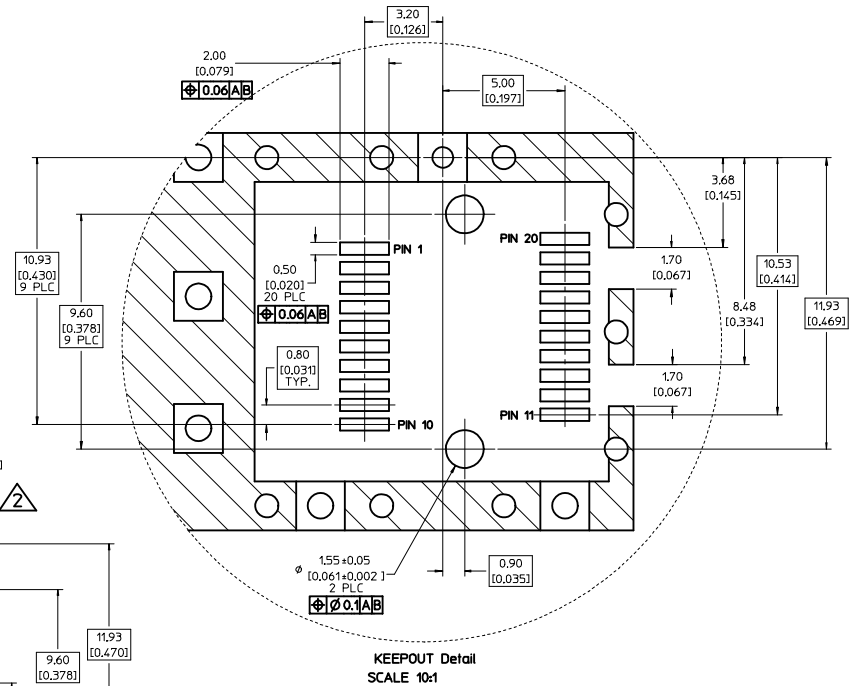 3.20
[0.126]
2.00
[0.079]
⌖ 0.06 A B
5.00
[0.197]
3.68
[0.145]
PIN 1
PIN 20
10.93
[0.430]
9 PLC
0.50
[0.020]
20 PLC
⌖ 0.06 A B
1.70
[0.067]
10.53
[0.414]
9.60
[0.378]
9 PLC
8.48
[0.334]
11.93
[0.469]
0.80
[0.031]
TYP.
1.70
[0.067]
PIN 11
PIN 10
]
2
1.55±0.05
⌀ [0.061±0.002 ]
2 PLC
⌖ ⌀ 0.1 A B
0.90
[0.035]
11.93
[0.470]
9.60
[0.378]
KEEPOUT Detail
SCALE 10:1